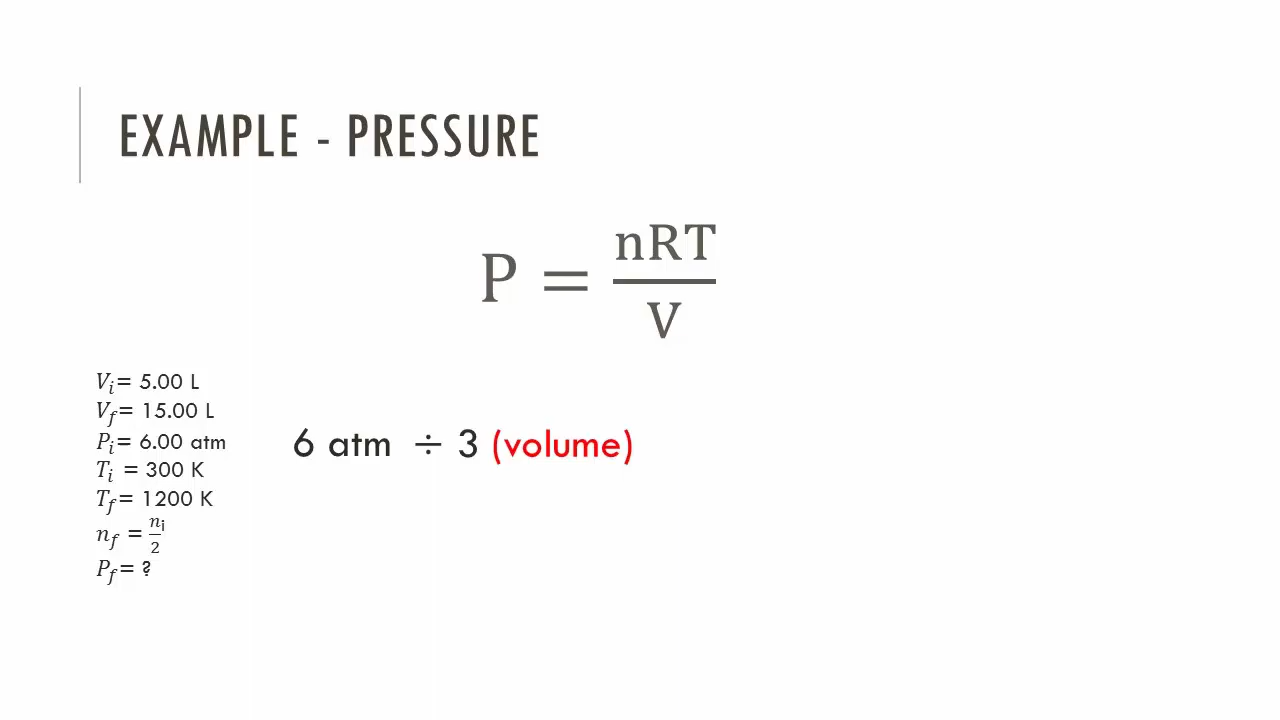 EXAMPLE - PRESSURE
P = nRT/V
V_i= 5.00 L
V_f= 15.00 L
P_i= 6.00 atm
T_i = 300 K
T_f= 1200 K
n_f = n_i/2
P_f= ?
6 atm ÷ 3 (volume)